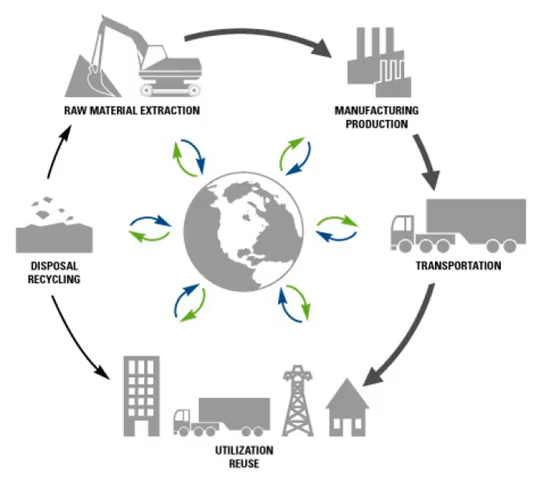 RAW MATERIAL EXTRACTION
MANUFACTURING
PRODUCTION
TRANSPORTATION
DISPOSAL
RECYCLING
UTILIZATION
REUSE